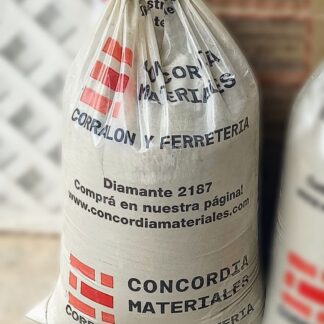 CONCORDIA
MATERIALES
CORRALON Y FERRETERIA
Diamante 2187
Comprá en nuestra página!
www.concordiamateriales.com
CONCORDIA
MATERIALES